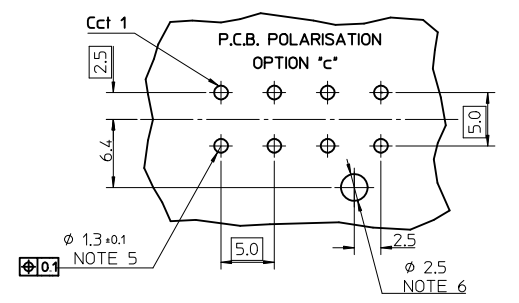 Cct 1
P.C.B. POLARISATION
OPTION "c"
2.5
5.0
6.4
Ø 1.3 ±0.1
NOTE 5
⌖ 0.1
5.0
2.5
Ø 2.5
NOTE 6